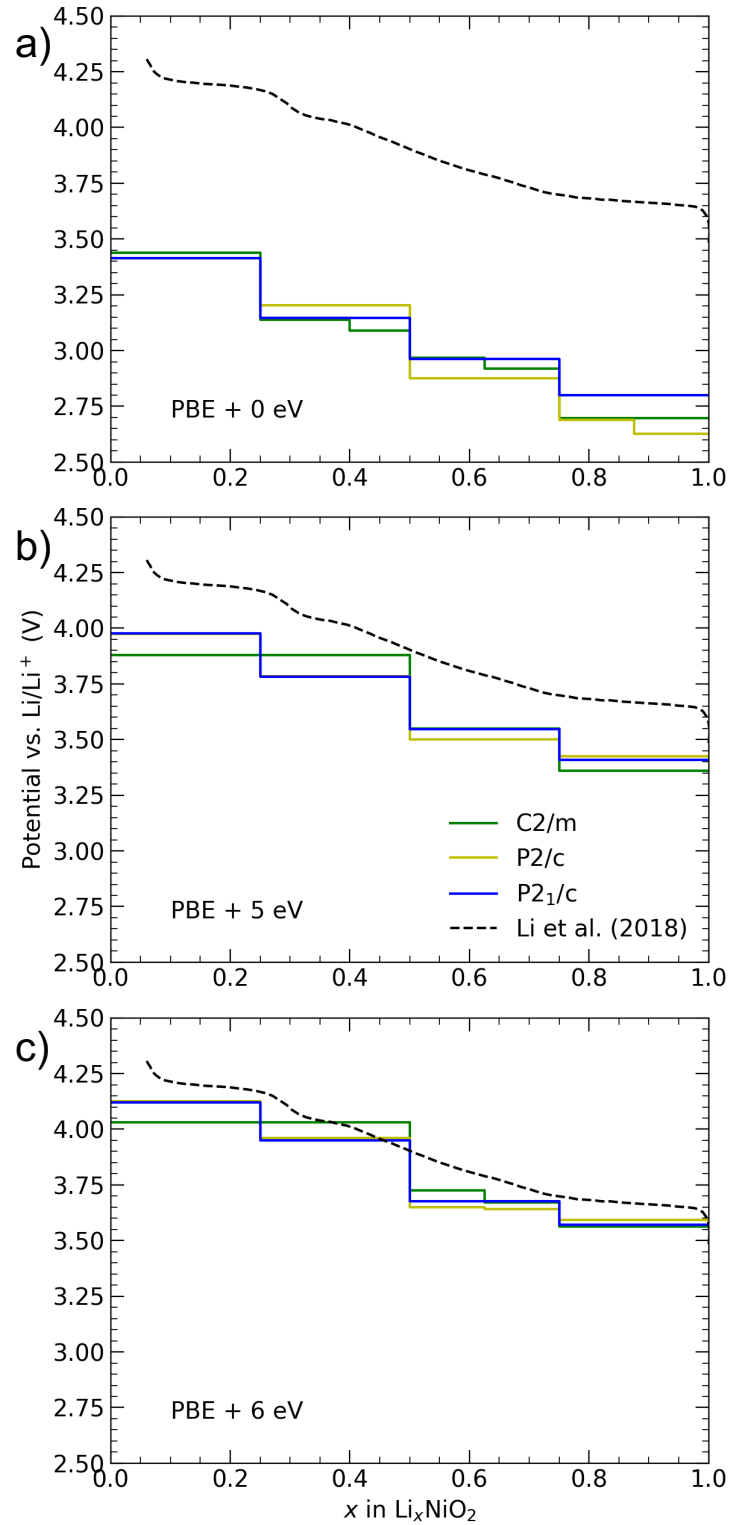 a)
4.50
4.25
4.00
3.75
3.50
3.25
3.00
2.75
2.50
PBE + 0 eV
0.0 0.2 0.4 0.6 0.8 1.0
b)
Potential vs. Li/Li⁺ (V)
4.50
4.25
4.00
3.75
3.50
3.25
3.00
2.75
2.50
C2/m
P2/c
P2₁/c
Li et al. (2018)
PBE + 5 eV
0.0 0.2 0.4 0.6 0.8 1.0
c)
4.50
4.25
4.00
3.75
3.50
3.25
3.00
2.75
2.50
PBE + 6 eV
0.0 0.2 0.4 0.6 0.8 1.0
x in LiₓNiO₂